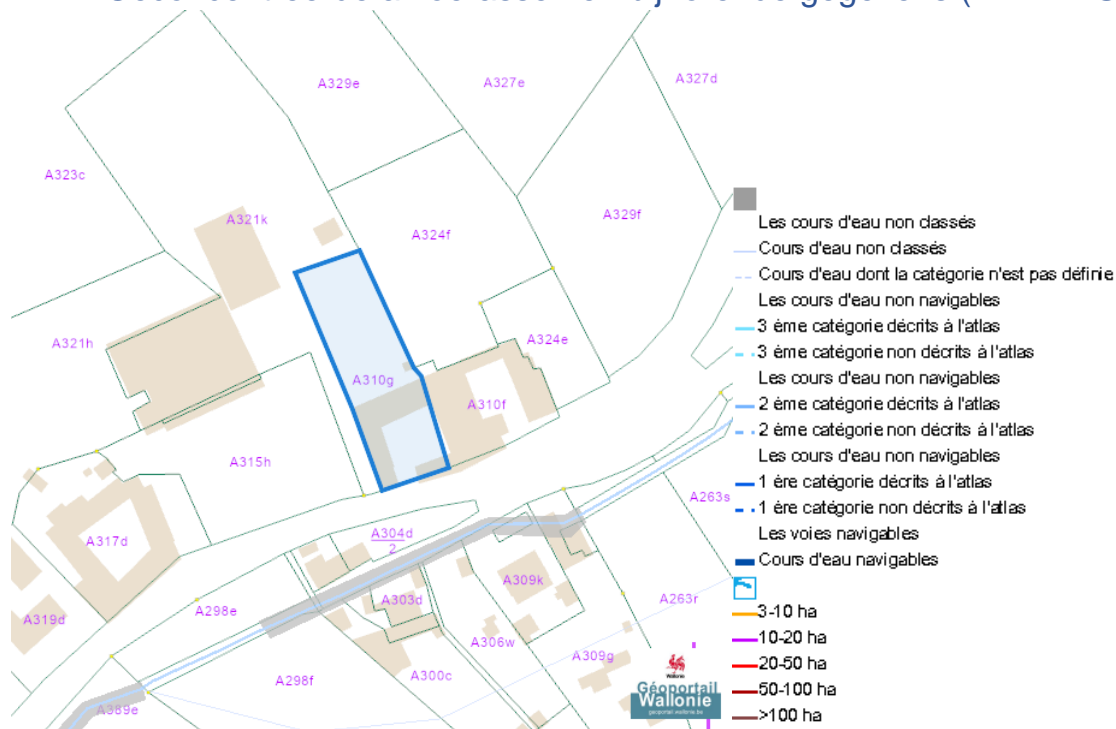 A329e
A327e
A327d
A323c
A321k
A324f
A329f
A321h
A324e
A310g
A310f
A315h
A263s
A317d
A304d
2
A309k
A303d
A263r
A298e
A319d
A306w
A309g
A300c
A298f
A389e
Wallonie
Géoportail
Wallonie
geoportail.wallonie.be
Les cours d'eau non classés
Cours d'eau non classés
Cours d'eau dont la catégorie n'est pas définie
Les cours d'eau non navigables
3 ème catégorie décrits à l'atlas
3 ème catégorie non décrits à l'atlas
Les cours d'eau non navigables
2 ème catégorie décrits à l'atlas
2 ème catégorie non décrits à l'atlas
Les cours d'eau non navigables
1 ère catégorie décrits à l'atlas
1 ère catégorie non décrits à l'atlas
Les voies navigables
Cours d'eau navigables
3-10 ha
10-20 ha
20-50 ha
50-100 ha
>100 ha